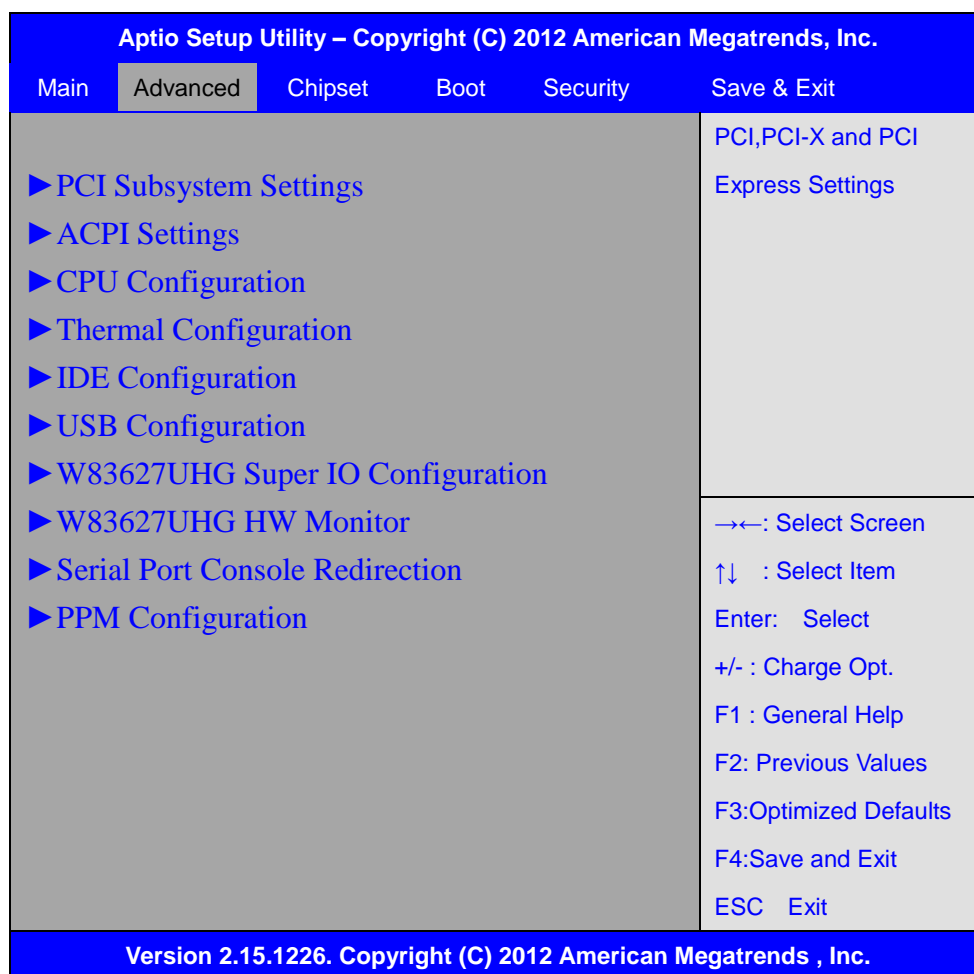 Aptio Setup Utility – Copyright (C) 2012 American Megatrends, Inc.
Main Advanced Chipset Boot Security Save & Exit
►PCI Subsystem Settings
►ACPI Settings
►CPU Configuration
►Thermal Configuration
►IDE Configuration
►USB Configuration
►W83627UHG Super IO Configuration
►W83627UHG HW Monitor
►Serial Port Console Redirection
►PPM Configuration
PCI,PCI-X and PCI
Express Settings
→←: Select Screen
↑↓ : Select Item
Enter: Select
+/- : Charge Opt.
F1 : General Help
F2: Previous Values
F3:Optimized Defaults
F4:Save and Exit
ESC Exit
Version 2.15.1226. Copyright (C) 2012 American Megatrends , Inc.